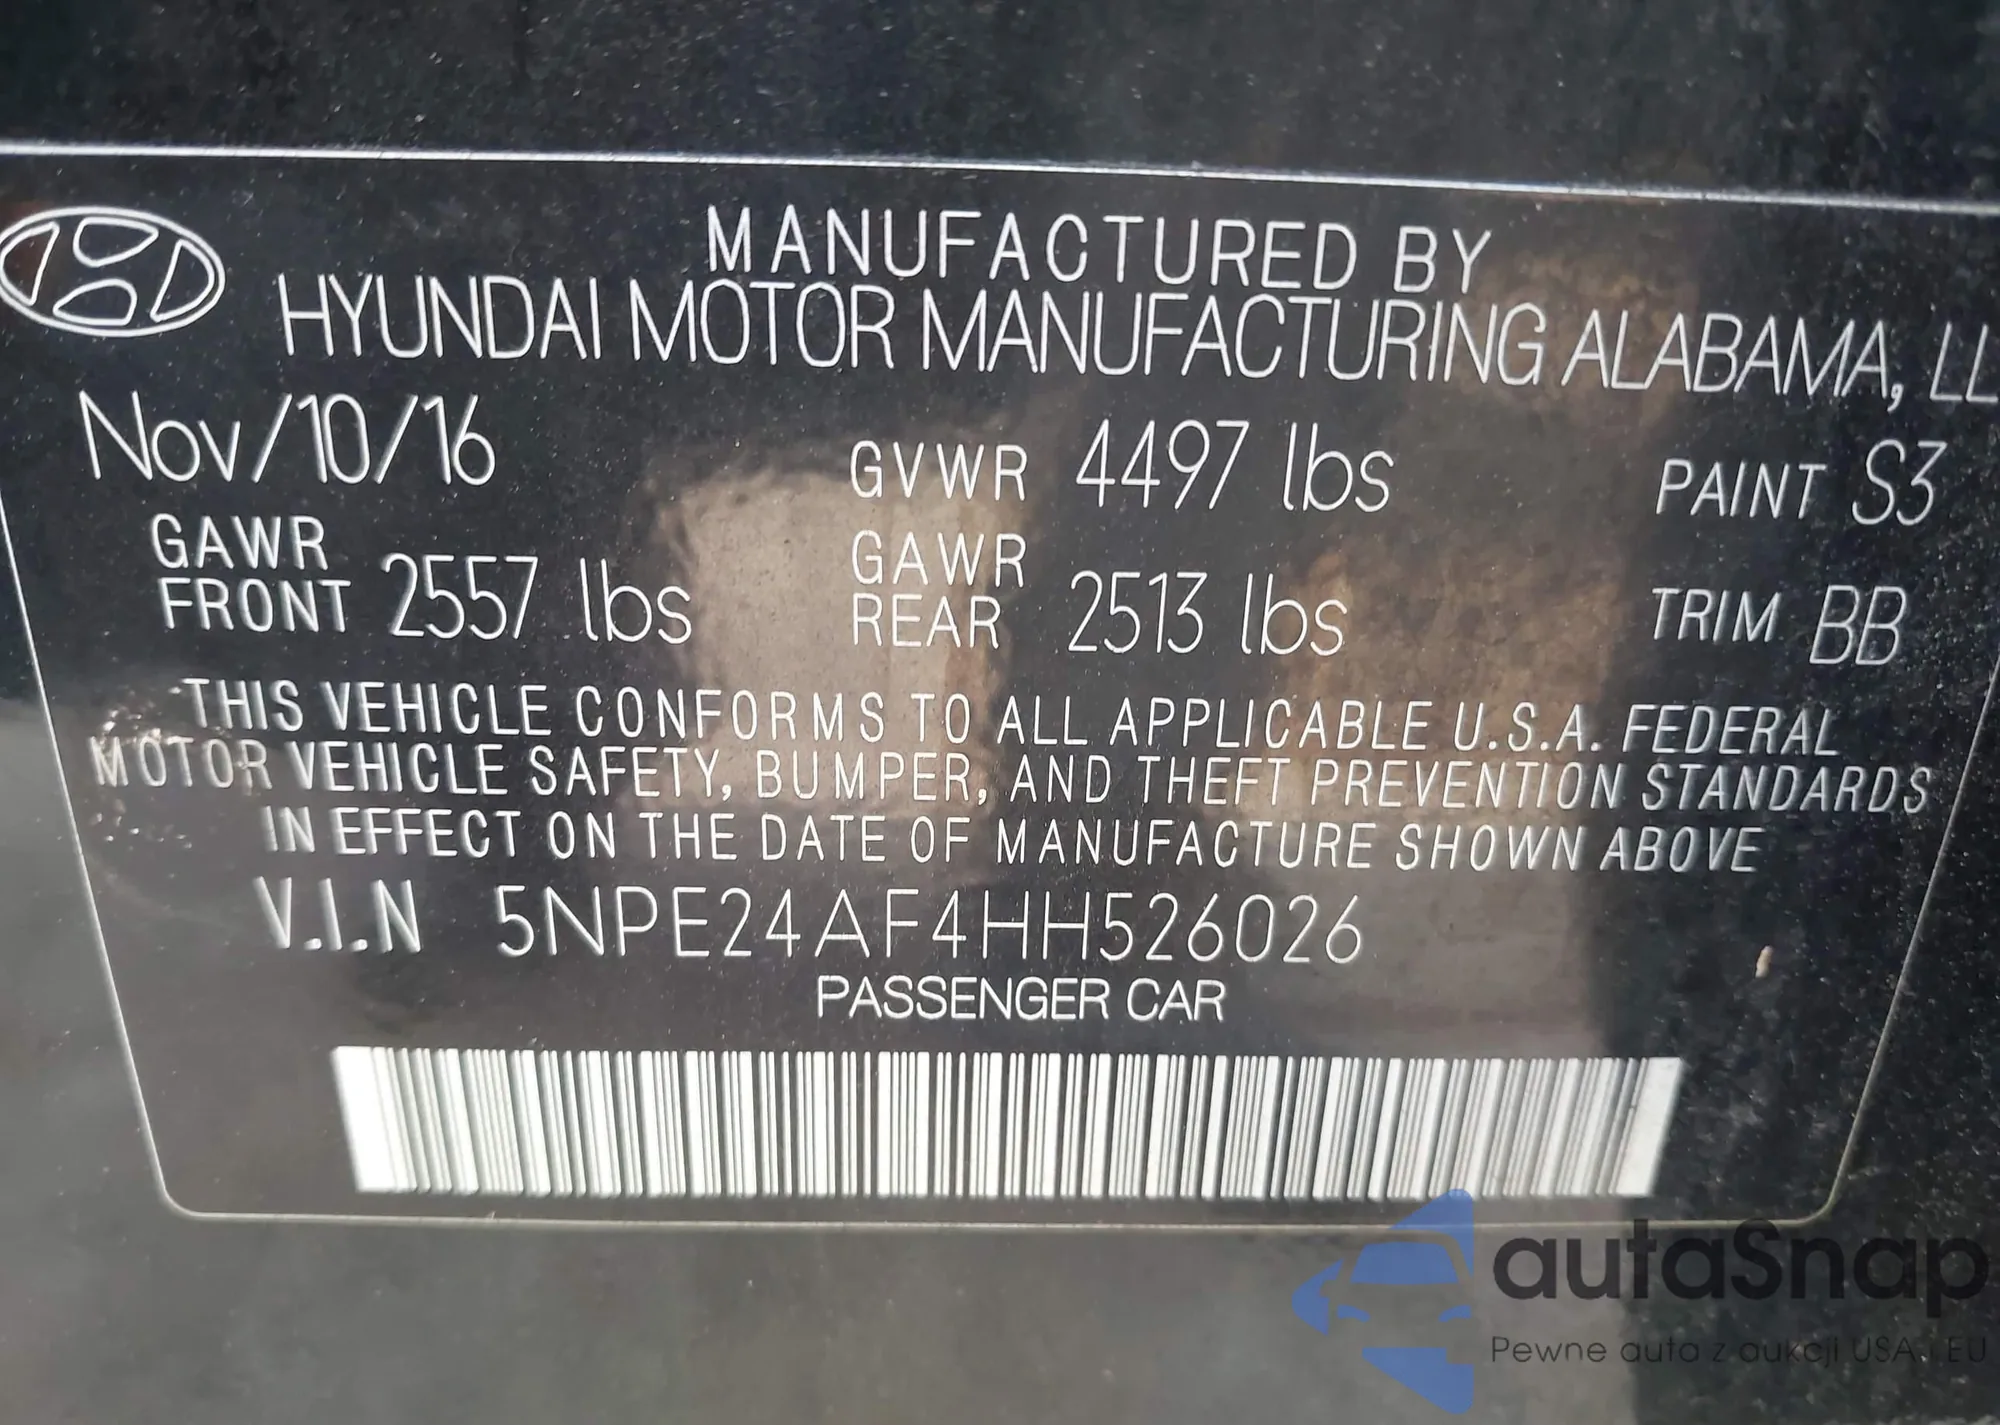 MANUFACTURED BY
HYUNDAI MOTOR MANUFACTURING ALABAMA, LL
Nov/10/16 GVWR 4497 lbs PAINT S3
GAWR FRONT 2557 lbs GAWR REAR 2513 lbs TRIM BB
THIS VEHICLE CONFORMS TO ALL APPLICABLE U.S.A. FEDERAL
MOTOR VEHICLE SAFETY, BUMPER, AND THEFT PREVENTION STANDARDS
IN EFFECT ON THE DATE OF MANUFACTURE SHOWN ABOVE
V.I.N 5NPE24AF4HH526026
PASSENGER CAR
autaSnap
Pewne auta z aukcji USA i EU